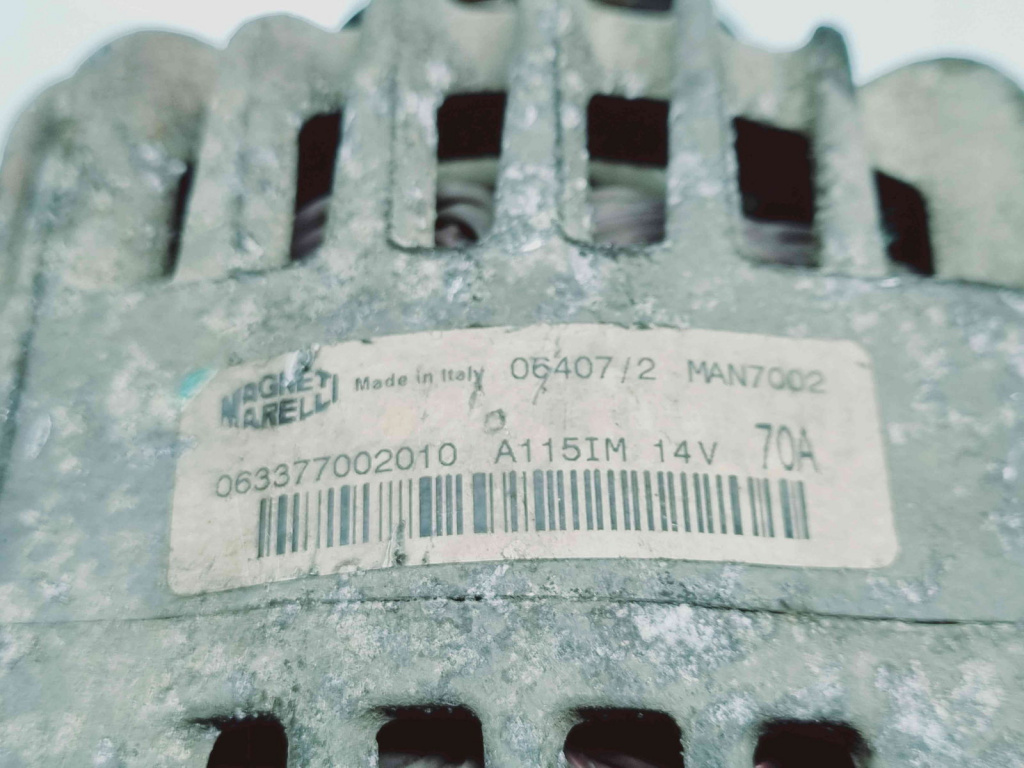 MAGNETI MARELLI Made in Italy 06407/2 MAN7002
063377002010 A115IM 14V 70A